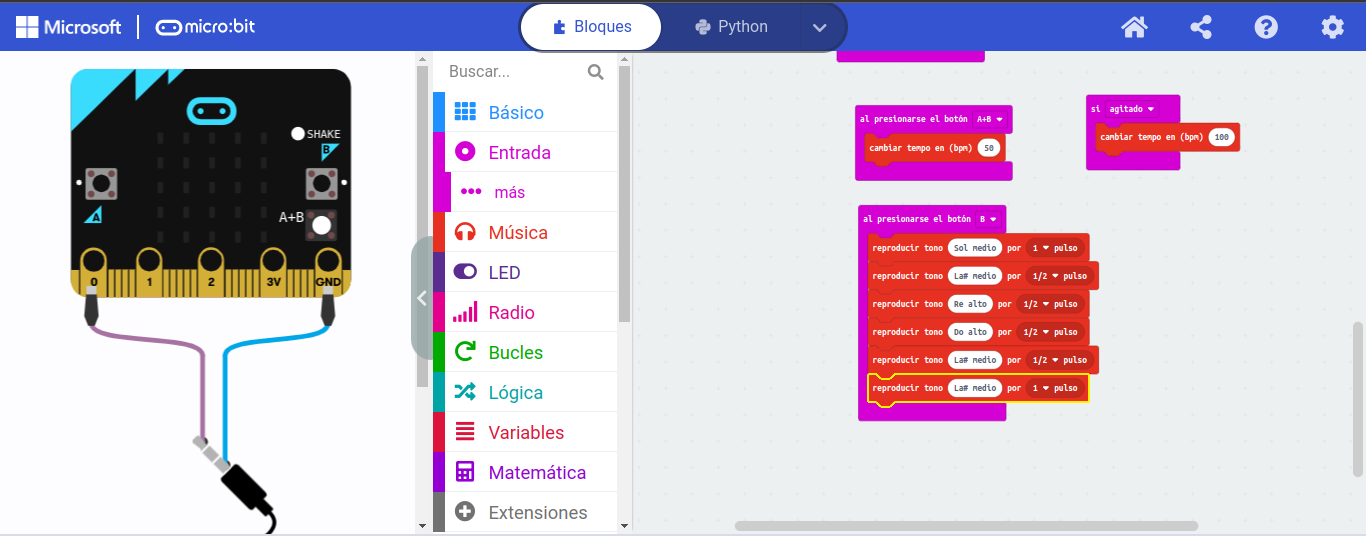 Microsoft
micro:bit
Bloques
Python
SHAKE
B
A
A+B
0
1
2
3V
GND
Buscar...
Básico
Entrada
más
Música
LED
Radio
Bucles
Lógica
Variables
Matemática
Extensiones
al presionarse el botón A+B
cambiar tempo en (bpm) 50
si agitado
cambiar tempo en (bpm) 100
al presionarse el botón B
reproducir tono Sol medio por 1 pulso
reproducir tono La# medio por 1/2 pulso
reproducir tono Re alto por 1/2 pulso
reproducir tono Do alto por 1/2 pulso
reproducir tono La# medio por 1/2 pulso
reproducir tono La# medio por 1 pulso